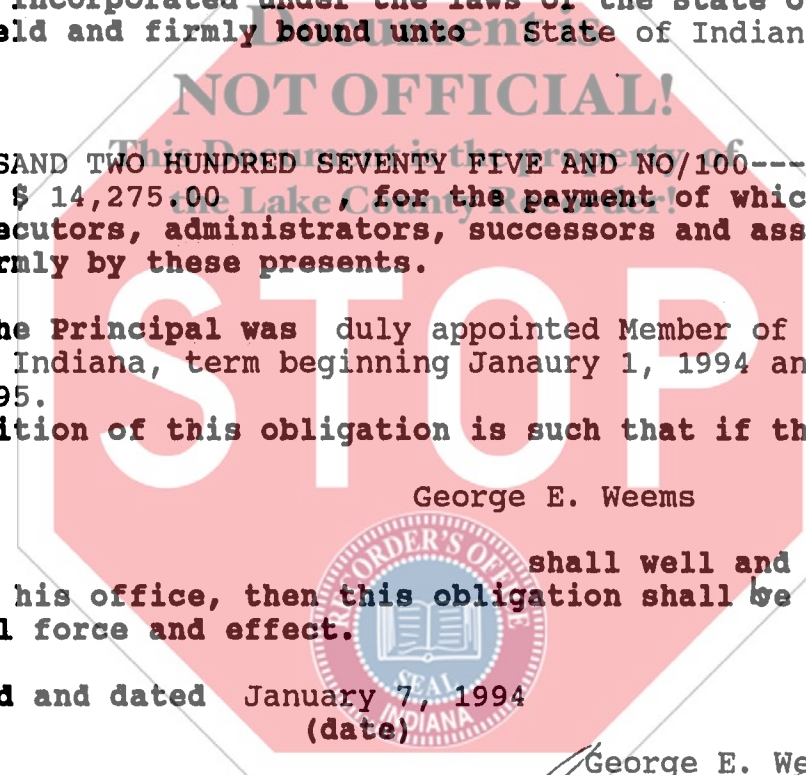 incorporated under the laws of the state o
eld and firmly bound unto State of Indian
Document is
NOT OFFICIAL!
This Document is the property of
the Lake County Recorder!
SAND TWO HUNDRED SEVENTY FIVE AND NO/100---
$ 14,275.00 , for the payment of whic
ecutors, administrators, successors and ass
rmly by these presents.
STOP
he Principal was duly appointed Member of
Indiana, term beginning Janaury 1, 1994 an
95.
ition of this obligation is such that if th
George E. Weems
shall well and
his office, then this obligation shall be
l force and effect.
RECORDER'S OFFICE
SEAL
INDIANA
d and dated January 7, 1994
(date)
George E. We